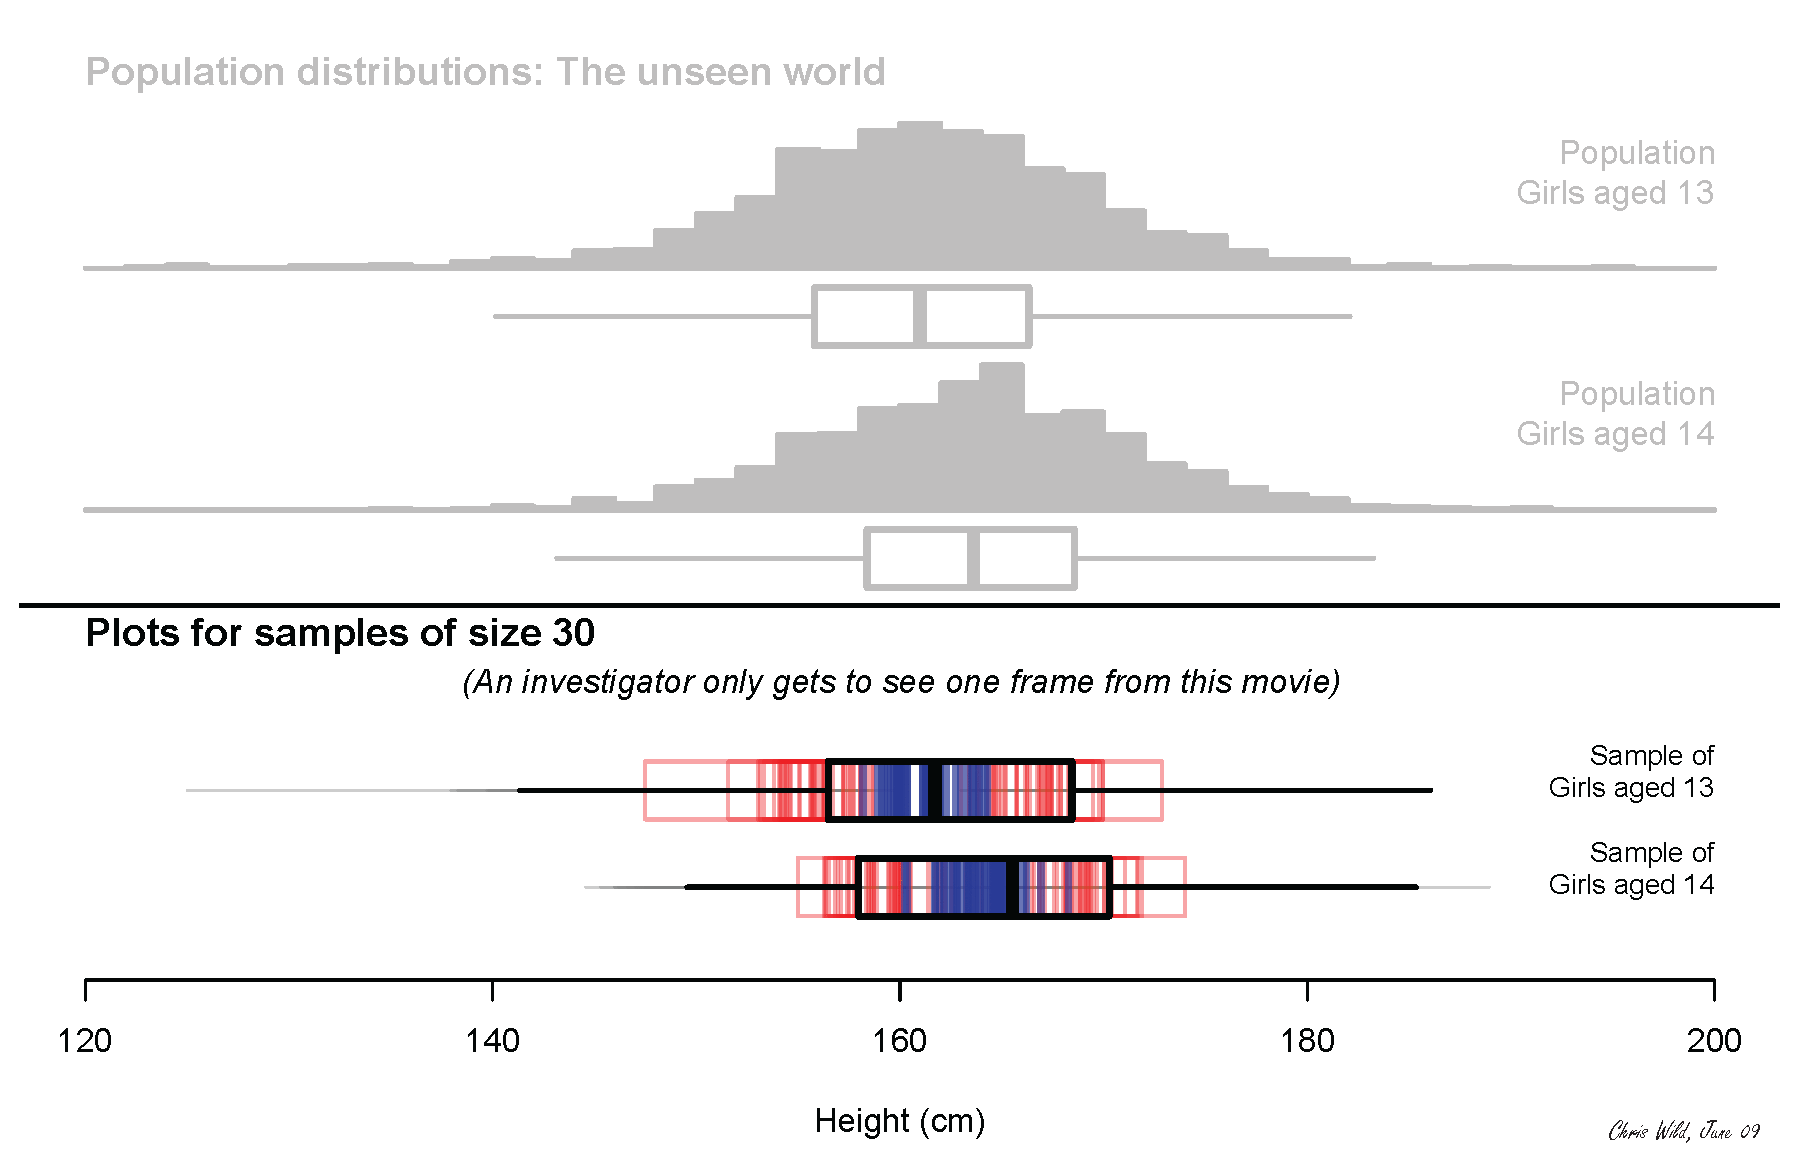 Population distributions: The unseen world
Population
Girls aged 13
Population
Girls aged 14
Plots for samples of size 30
(An investigator only gets to see one frame from this movie)
Sample of
Girls aged 13
Sample of
Girls aged 14
120 140 160 180 200
Height (cm)
Chris Wild, June 09